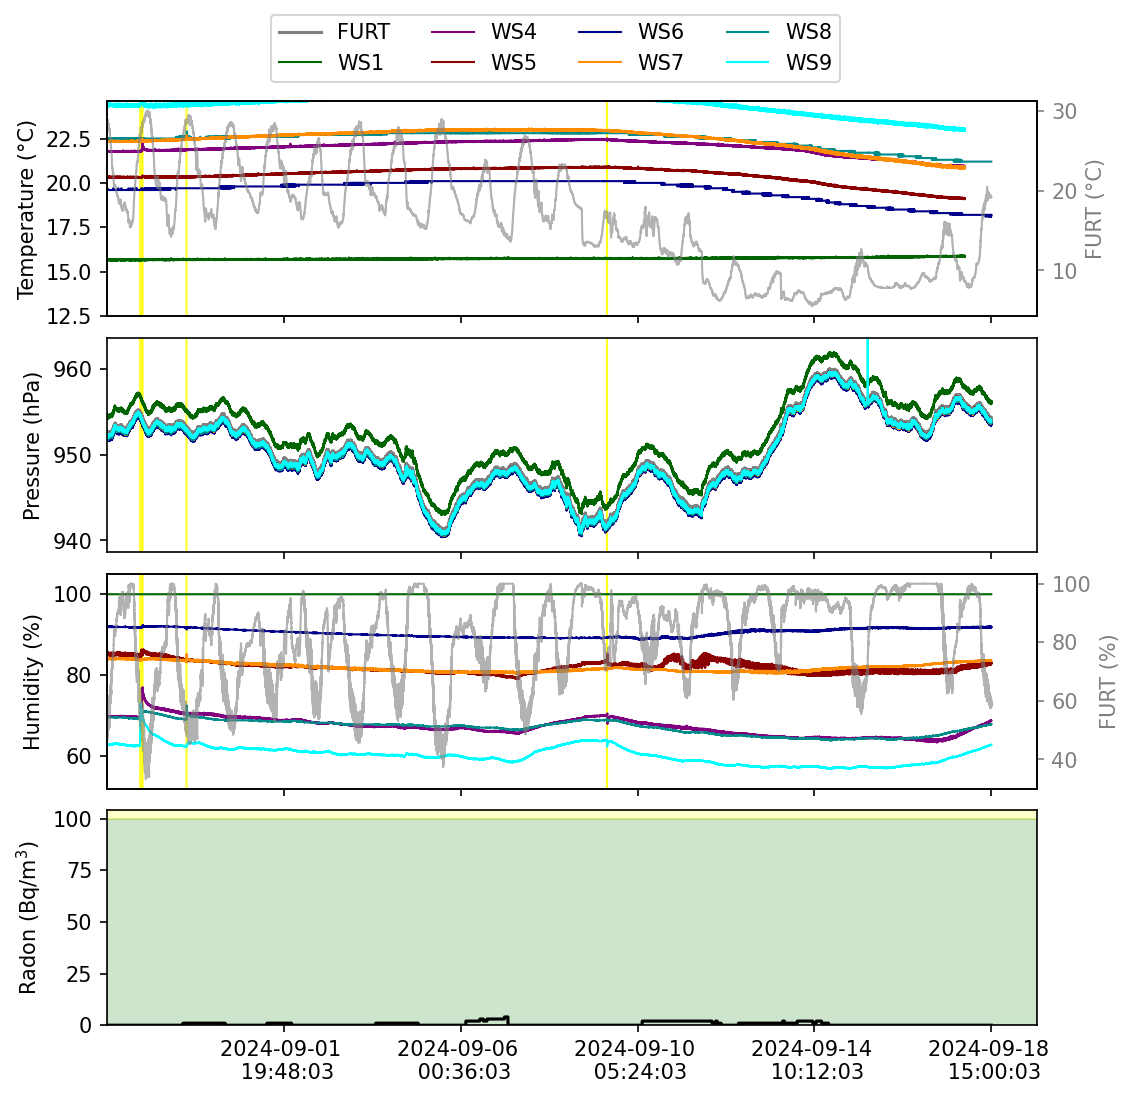 FURT WS4 WS6 WS8
WS1 WS5 WS7 WS9
Temperature (°C)
22.5
20.0
17.5
15.0
12.5
30
20
10
FURT (°C)
Pressure (hPa)
960
950
940
Humidity (%)
100
80
60
100
80
60
40
FURT (%)
Radon (Bq/m³)
100
75
50
25
0
2024-09-01 2024-09-06 2024-09-10 2024-09-14 2024-09-18
19:48:03 00:36:03 05:24:03 10:12:03 15:00:03